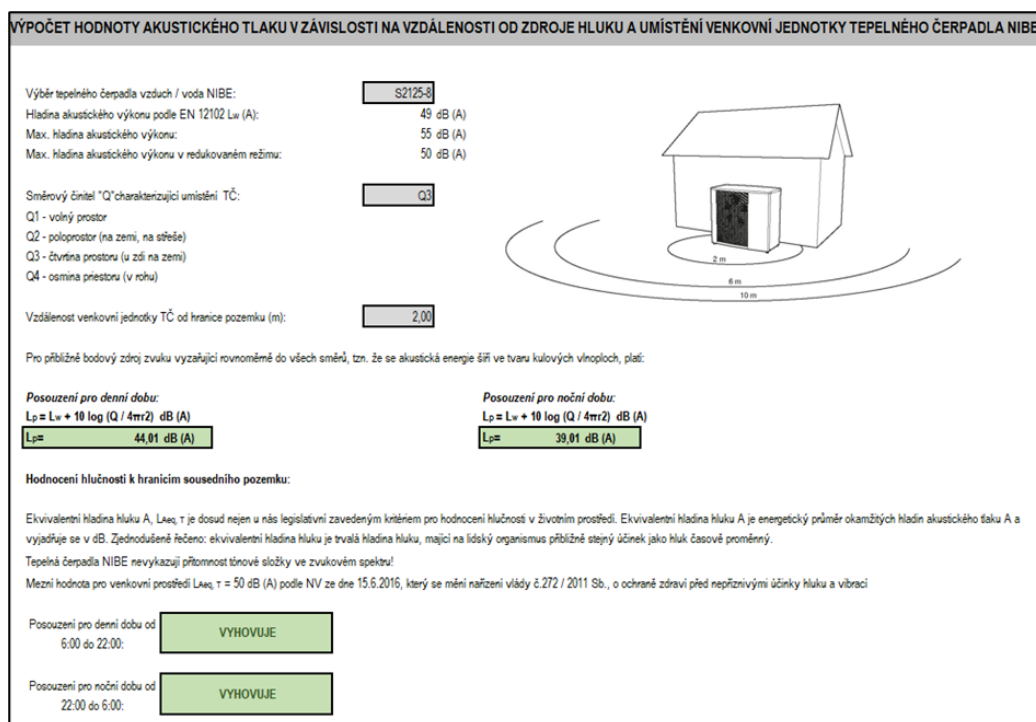 VÝPOČET HODNOTY AKUSTICKÉHO TLAKU V ZÁVISLOSTI NA VZDÁLENOSTI OD ZDROJE HLUKU A UMÍSTĚNÍ VENKOVNÍ JEDNOTKY TEPELNÉHO ČERPADLA NIBE
Výběr tepelného čerpadla vzduch / voda NIBE: S2125-8
Hladina akustického výkonu podle EN 12102 Lw (A): 49 dB (A)
Max. hladina akustického výkonu: 55 dB (A)
Max. hladina akustického výkonu v redukovaném režimu: 50 dB (A)
Směrový činitel "Q"charakterizující umístění TČ: Q3
Q1 - volný prostor
Q2 - poloprostor (na zemi, na střeše)
Q3 - čtvrtina prostoru (u zdi na zemi)
Q4 - osmina priestoru (v rohu)
2 m
6 m
10 m
Vzdálenost venkovní jednotky TČ od hranice pozemku (m): 2,00
Pro přibližně bodový zdroj zvuku vyzařující rovnoměrně do všech směrů, tzn. že se akustická energie šíří ve tvaru kulových vlnoploch, platí:
Posouzení pro denní dobu: Posouzení pro noční dobu:
Lp = Lw + 10 log (Q / 4πr2) dB (A) Lp = Lw + 10 log (Q / 4πr2) dB (A)
Lp= 44,01 dB (A) Lp= 39,01 dB (A)
Hodnocení hlučnosti k hranicím sousedního pozemku:
Ekvivalentní hladina hluku A, LAeq, T je dosud nejen u nás legislativní zavedeným kritériem pro hodnocení hlučnosti v životním prostředí. Ekvivalentní hladina hluku A je energetický průměr okamžitých hladin akustického tlaku A a
vyjadřuje se v dB. Zjednodušeně řečeno: ekvivalentní hladina hluku je trvalá hladina hluku, mající na lidský organismus přibližně stejný účinek jako hluk časově proměnný.
Tepelná čerpadla NIBE nevykazují přítomnost tónové složky ve zvukovém spektru!
Mezní hodnota pro venkovní prostředí LAeq, T = 50 dB (A) podle NV ze dne 15.6.2016, který se mění nařízení vlády č.272 / 2011 Sb., o ochraně zdraví před nepříznivými účinky hluku a vibrací
Posouzení pro denní dobu od
6:00 do 22:00:
VYHOVUJE
Posouzení pro noční dobu od
22:00 do 6:00:
VYHOVUJE